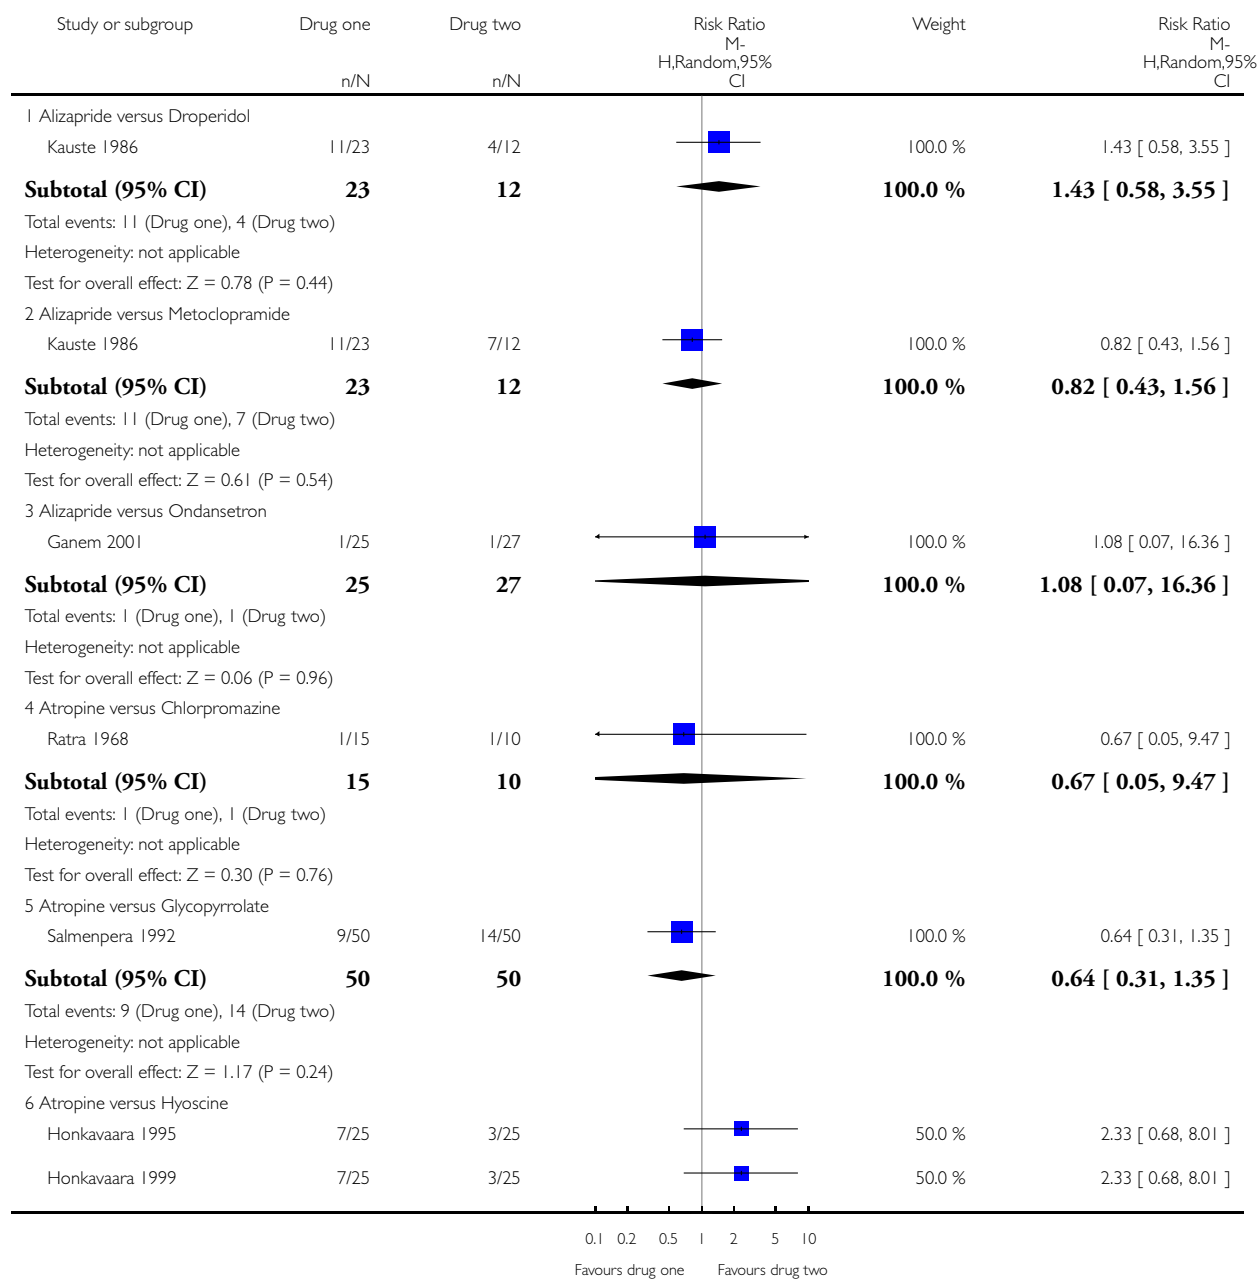 Study or subgroup Drug one Drug two Risk Ratio Weight Risk Ratio
M- M-
H,Random,95% H,Random,95%
n/N n/N CI CI
1 Alizapride versus Droperidol
Kauste 1986 11/23 4/12 100.0 % 1.43 [ 0.58, 3.55 ]
Subtotal (95% CI) 23 12 100.0 % 1.43 [ 0.58, 3.55 ]
Total events: 11 (Drug one), 4 (Drug two)
Heterogeneity: not applicable
Test for overall effect: Z = 0.78 (P = 0.44)
2 Alizapride versus Metoclopramide
Kauste 1986 11/23 7/12 100.0 % 0.82 [ 0.43, 1.56 ]
Subtotal (95% CI) 23 12 100.0 % 0.82 [ 0.43, 1.56 ]
Total events: 11 (Drug one), 7 (Drug two)
Heterogeneity: not applicable
Test for overall effect: Z = 0.61 (P = 0.54)
3 Alizapride versus Ondansetron
Ganem 2001 1/25 1/27 100.0 % 1.08 [ 0.07, 16.36 ]
Subtotal (95% CI) 25 27 100.0 % 1.08 [ 0.07, 16.36 ]
Total events: 1 (Drug one), 1 (Drug two)
Heterogeneity: not applicable
Test for overall effect: Z = 0.06 (P = 0.96)
4 Atropine versus Chlorpromazine
Ratra 1968 1/15 1/10 100.0 % 0.67 [ 0.05, 9.47 ]
Subtotal (95% CI) 15 10 100.0 % 0.67 [ 0.05, 9.47 ]
Total events: 1 (Drug one), 1 (Drug two)
Heterogeneity: not applicable
Test for overall effect: Z = 0.30 (P = 0.76)
5 Atropine versus Glycopyrrolate
Salmenpera 1992 9/50 14/50 100.0 % 0.64 [ 0.31, 1.35 ]
Subtotal (95% CI) 50 50 100.0 % 0.64 [ 0.31, 1.35 ]
Total events: 9 (Drug one), 14 (Drug two)
Heterogeneity: not applicable
Test for overall effect: Z = 1.17 (P = 0.24)
6 Atropine versus Hyoscine
Honkavaara 1995 7/25 3/25 50.0 % 2.33 [ 0.68, 8.01 ]
Honkavaara 1999 7/25 3/25 50.0 % 2.33 [ 0.68, 8.01 ]
0.1 0.2 0.5 1 2 5 10
Favours drug one Favours drug two